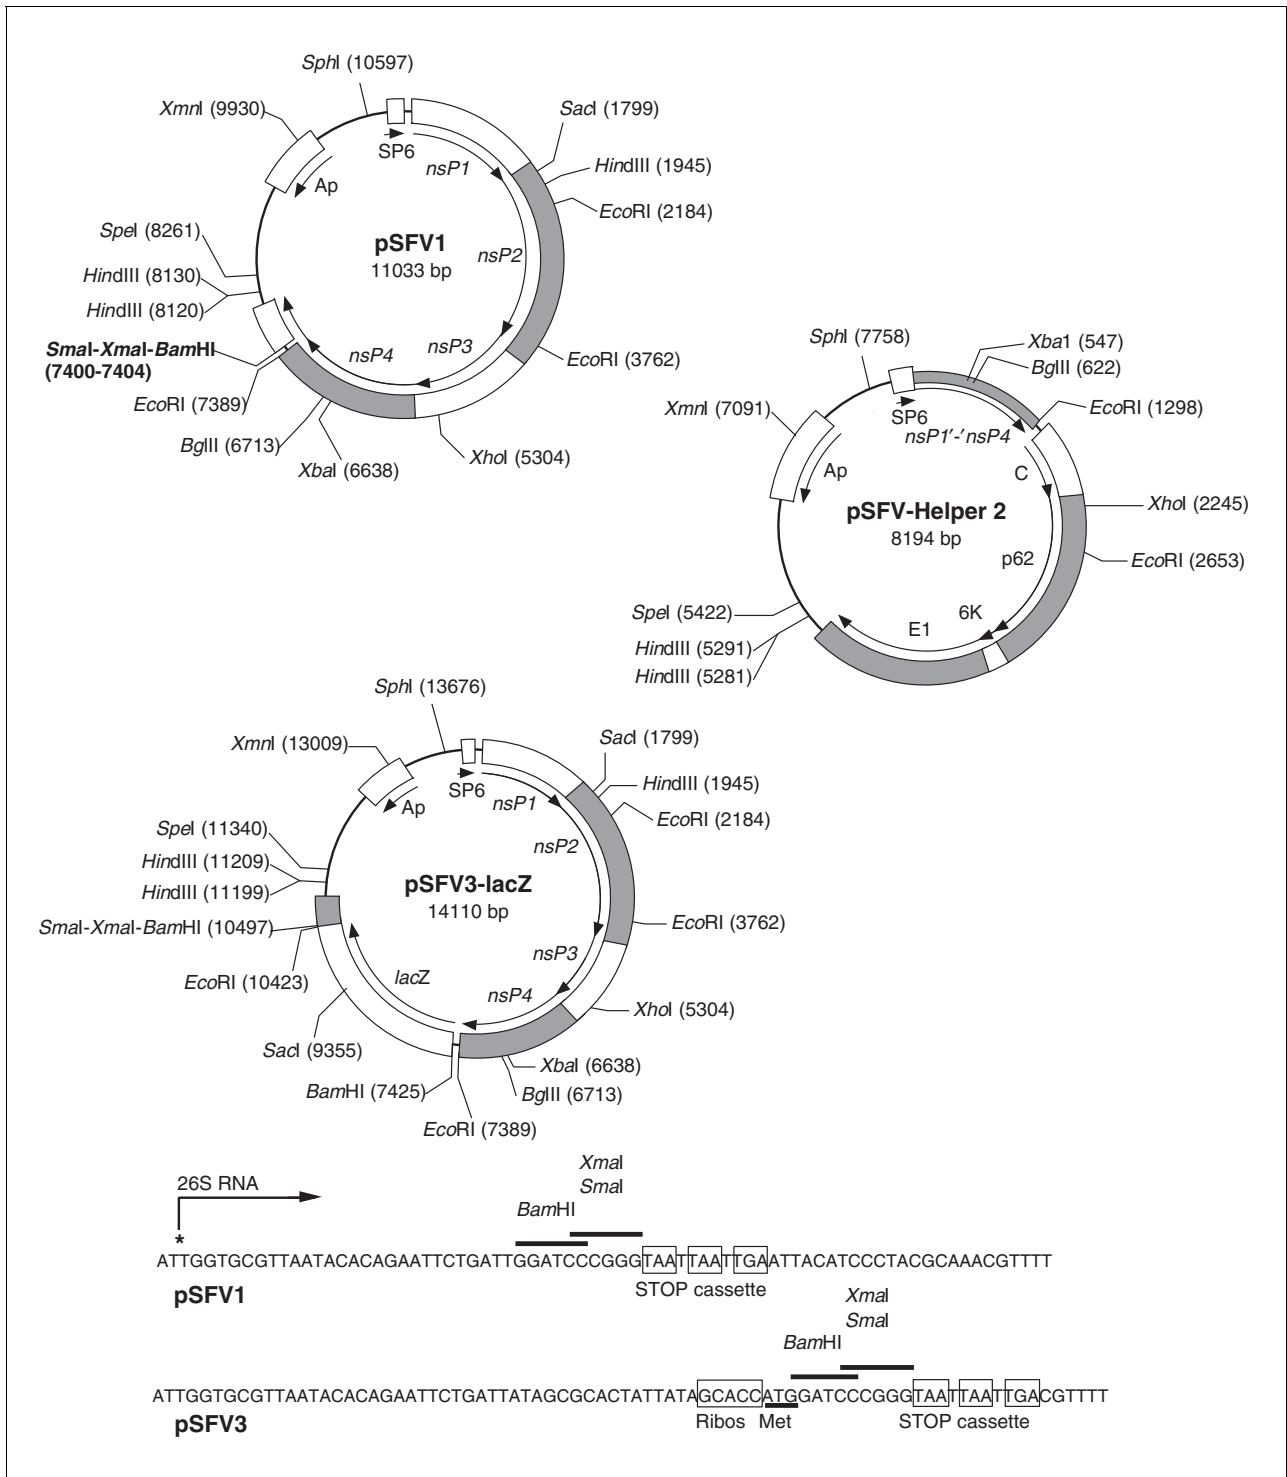 SphI (10597)
XmnI (9930)
SacI (1799)
SP6
nsP1
HindIII (1945)
Ap
EcoRI (2184)
SpeI (8261)
pSFV1
11033 bp
nsP2
HindIII (8130)
HindIII (8120)
SmaI-XmaI-BamHI
(7400-7404)
nsP4
nsP3
EcoRI (3762)
EcoRI (7389)
BglII (6713)
XbaI (6638)
XhoI (5304)
SphI (7758)
Xba1 (547)
BglII (622)
XmnI (7091)
SP6
EcoRI (1298)
nsP1′-′nsP4
Ap
C
pSFV-Helper 2
8194 bp
XhoI (2245)
p62
EcoRI (2653)
SpeI (5422)
6K
E1
HindIII (5291)
HindIII (5281)
SphI (13676)
XmnI (13009)
SacI (1799)
SP6
nsP1
HindIII (1945)
Ap
EcoRI (2184)
SpeI (11340)
nsP2
HindIII (11209)
HindIII (11199)
pSFV3-lacZ
14110 bp
SmaI-XmaI-BamHI (10497)
EcoRI (3762)
nsP3
EcoRI (10423)
lacZ
nsP4
XhoI (5304)
SacI (9355)
XbaI (6638)
BamHI (7425)
BglII (6713)
EcoRI (7389)
XmaI
SmaI
26S RNA
BamHI
*
ATTGGTGCGTTAATACACAGAATTCTGATTGGATCCCGGGTAATTAATTGAATTACATCCCTACGCAAACGTTTT
STOP cassette
pSFV1
XmaI
SmaI
BamHI
ATTGGTGCGTTAATACACAGAATTCTGATTATAGCGCACTATTATAGCACCATGGATCCCGGGTAATTAATTGACGTTTT
Ribos Met STOP cassette
pSFV3